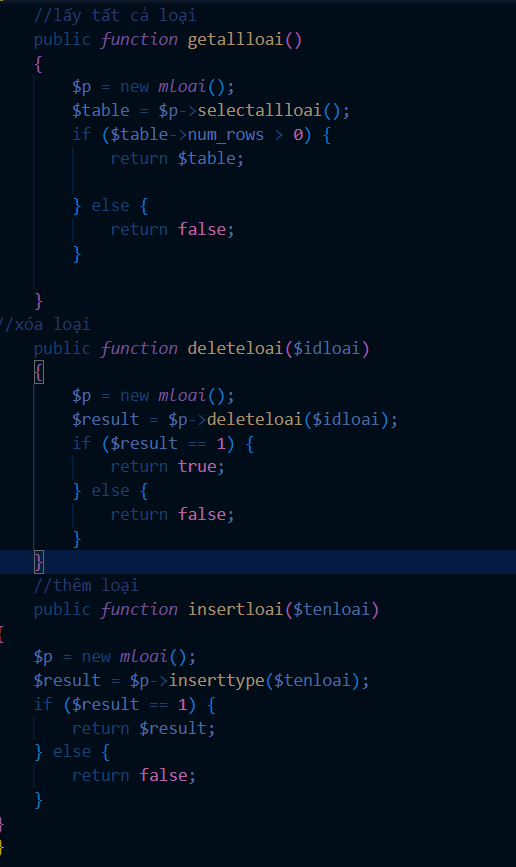 //lấy tất cả loại
public function getallloai()
{
$p = new mloai();
$table = $p->selectallloai();
if ($table->num_rows > 0) {
return $table;
} else {
return false;
}
}
//xóa loại
public function deleteloai($idloai)
{
$p = new mloai();
$result = $p->deleteloai($idloai);
if ($result == 1) {
return true;
} else {
return false;
}
}
//thêm loại
public function insertloai($tenloai)
{
$p = new mloai();
$result = $p->inserttype($tenloai);
if ($result == 1) {
return $result;
} else {
return false;
}
}
}